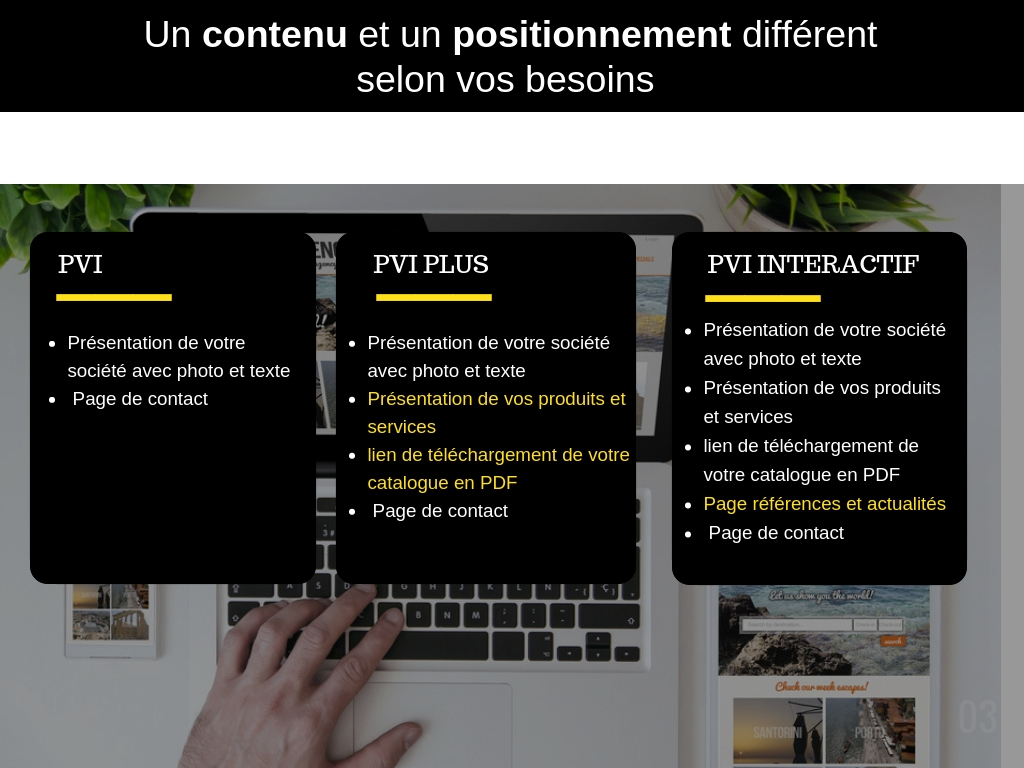 Un contenu et un positionnement différent
selon vos besoins
PVI
Présentation de votre
société avec photo et texte
Page de contact
PVI PLUS
Présentation de votre société
avec photo et texte
Présentation de vos produits et
services
lien de téléchargement de votre
catalogue en PDF
Page de contact
PVI INTERACTIF
Présentation de votre société
avec photo et texte
Présentation de vos produits
et services
lien de téléchargement de
votre catalogue en PDF
Page références et actualités
Page de contact
Let us show you the world!
search
Check our week escapes!
SANTORINI
PORTO
03